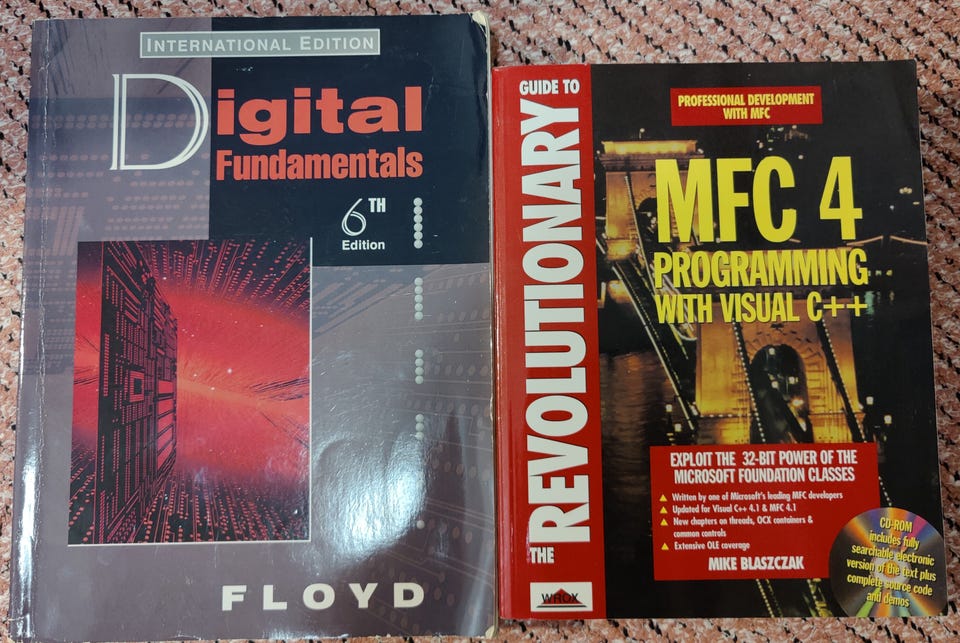 INTERNATIONAL EDITION
Digital
Fundamentals
6TH
Edition
FLOYD
THE REVOLUTIONARY GUIDE TO
PROFESSIONAL DEVELOPMENT
WITH MFC
MFC 4
PROGRAMMING
WITH VISUAL C++
EXPLOIT THE 32-BIT POWER OF THE
MICROSOFT FOUNDATION CLASSES
Written by one of Microsoft's leading MFC developers
Updated for Visual C++ 4.1 & MFC 4.1
New chapters on threads, OCX containers &
common controls
Extensive OLE coverage
MIKE BLASZCZAK
CD-ROM
includes fully
searchable electronic
version of the text plus
complete source code
and demos
WROX